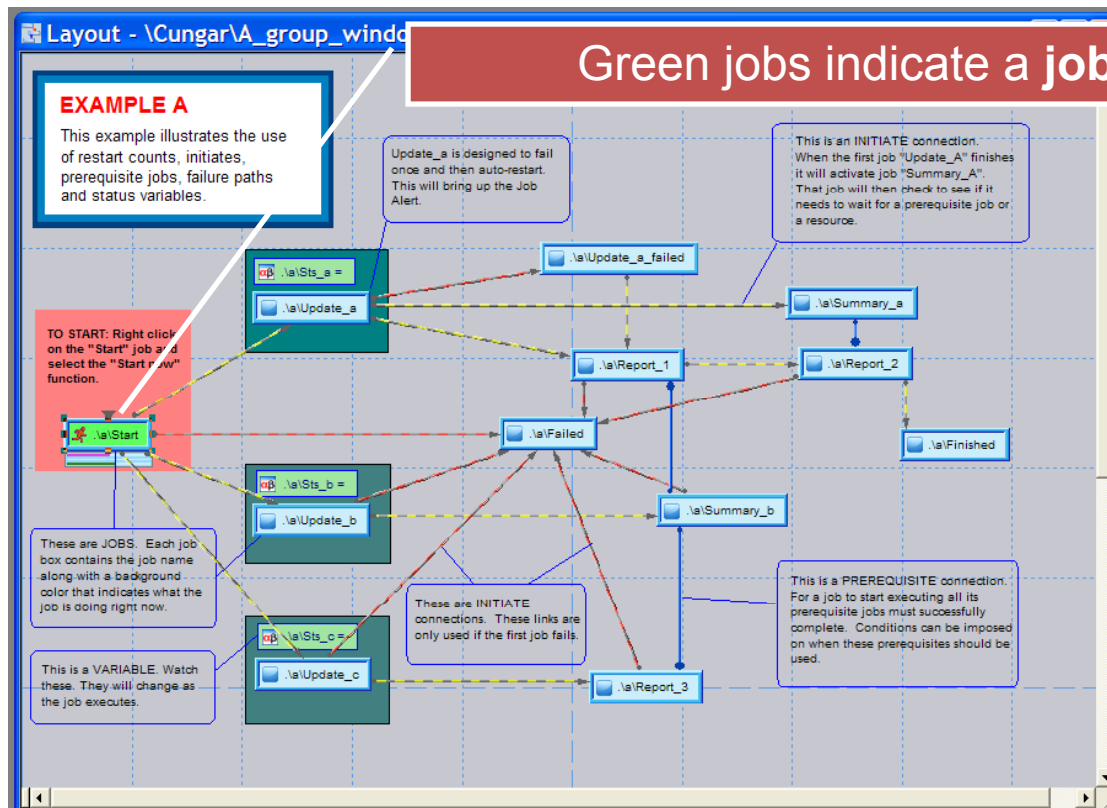 Layout - \Cungar\A_group_windo
Green jobs indicate a job
EXAMPLE A
This example illustrates the use
of restart counts, initiates,
prerequisite jobs, failure paths
and status variables.
Update_a is designed to fail
once and then auto-restart.
This will bring up the Job
Alert.
This is an INITIATE connection.
When the first job "Update_A" finishes
it will activate job "Summary_A".
That job will then check to see if it
needs to wait for a prerequisite job or
a resource.
.\a\Update_a_failed
αβ .\a\Sts_a =
.\a\Update_a
.\a\Summary_a
TO START: Right click
on the "Start" job and
select the "Start now"
function.
.\a\Report_1
.\a\Report_2
.\a\Start
.\a\Failed
.\a\Finished
αβ .\a\Sts_b =
.\a\Update_b
.\a\Summary_b
These are JOBS. Each job
box contains the job name
along with a background
color that indicates what the
job is doing right now.
These are INITIATE
connections. These links are
only used if the first job fails.
This is a PREREQUISITE connection.
For a job to start executing all its
prerequisite jobs must successfully
complete. Conditions can be imposed
on when these prerequisites should be
used.
αβ .\a\Sts_c =
.\a\Update_c
This is a VARIABLE. Watch
these. They will change as
the job executes.
.\a\Report_3